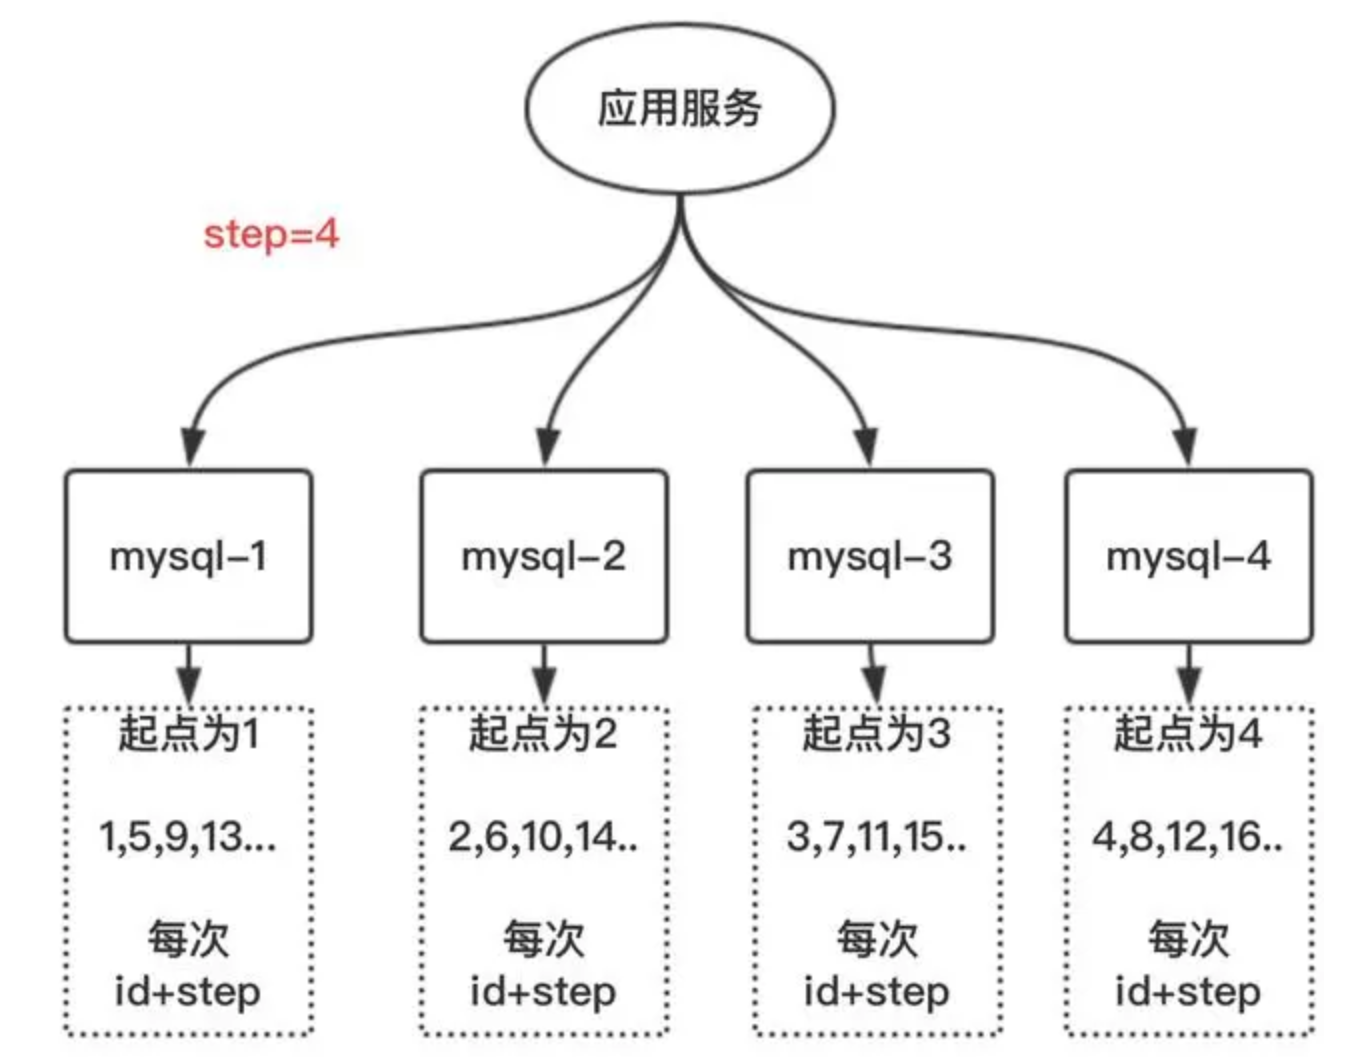 应用服务
step=4
mysql-1
mysql-2
mysql-3
mysql-4
起点为1
1,5,9,13...
每次
id+step
起点为2
2,6,10,14..
每次
id+step
起点为3
3,7,11,15..
每次
id+step
起点为4
4,8,12,16..
每次
id+step